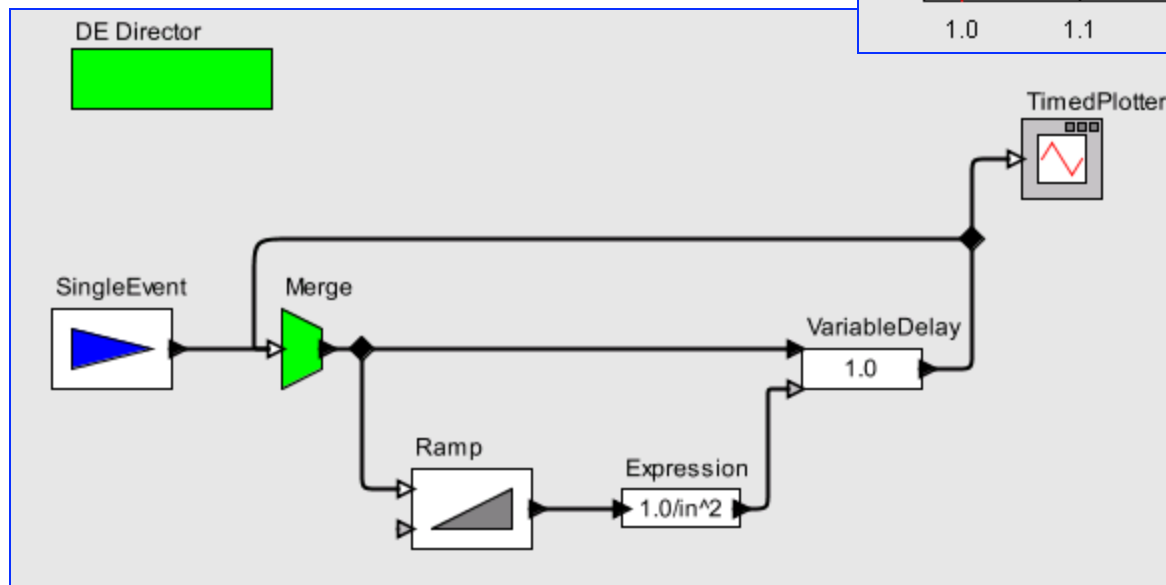 1.0 1.1
DE Director
TimedPlotter
SingleEvent
Merge
VariableDelay
1.0
Ramp
Expression
1.0/in^2